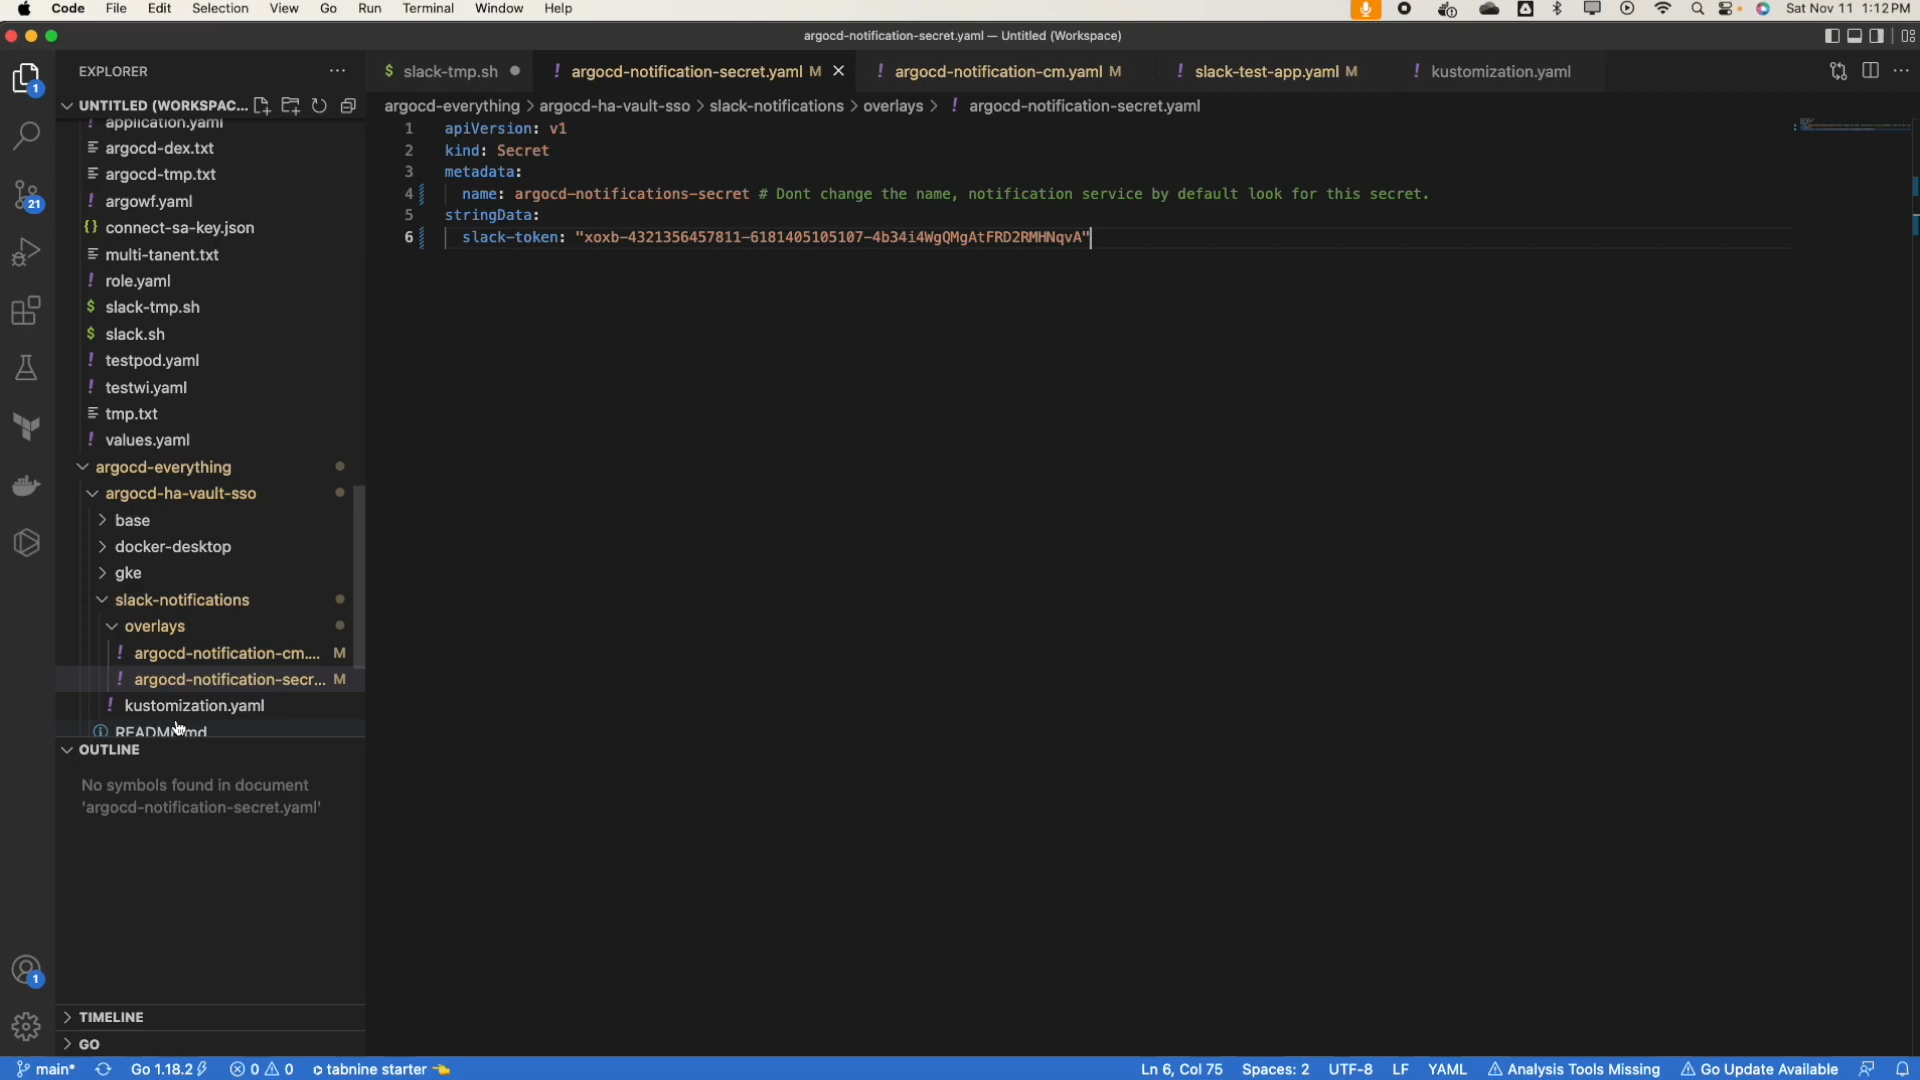 Code File Edit Selection View Go Run Terminal Window Help Sat Nov 11 1:12 PM
argocd-notification-secret.yaml — Untitled (Workspace)
EXPLORER
$ slack-tmp.sh ● ! argocd-notification-secret.yaml M × ! argocd-notification-cm.yaml M ! slack-test-app.yaml M ! kustomization.yaml
UNTITLED (WORKSPAC...
argocd-everything > argocd-ha-vault-sso > slack-notifications > overlays > ! argocd-notification-secret.yaml
1 apiVersion: v1
2 kind: Secret
3 metadata:
4 name: argocd-notifications-secret # Dont change the name, notification service by default look for this secret.
5 stringData:
6 slack-token: "xoxb-4321356457811-6181405105107-4b34i4WgQMgAtFRD2RMHNqvA"
! application.yaml
argocd-dex.txt
argocd-tmp.txt
! argowf.yaml
{} connect-sa-key.json
multi-tanent.txt
! role.yaml
$ slack-tmp.sh
$ slack.sh
! testpod.yaml
! testwi.yaml
tmp.txt
! values.yaml
argocd-everything
argocd-ha-vault-sso
base
docker-desktop
gke
slack-notifications
overlays
! argocd-notification-cm.... M
! argocd-notification-secr... M
! kustomization.yaml
OUTLINE
No symbols found in document
'argocd-notification-secret.yaml'
TIMELINE
GO
1
21
1
main* Go 1.18.2 0 0 tabnine starter Ln 6, Col 75 Spaces: 2 UTF-8 LF YAML Analysis Tools Missing Go Update Available